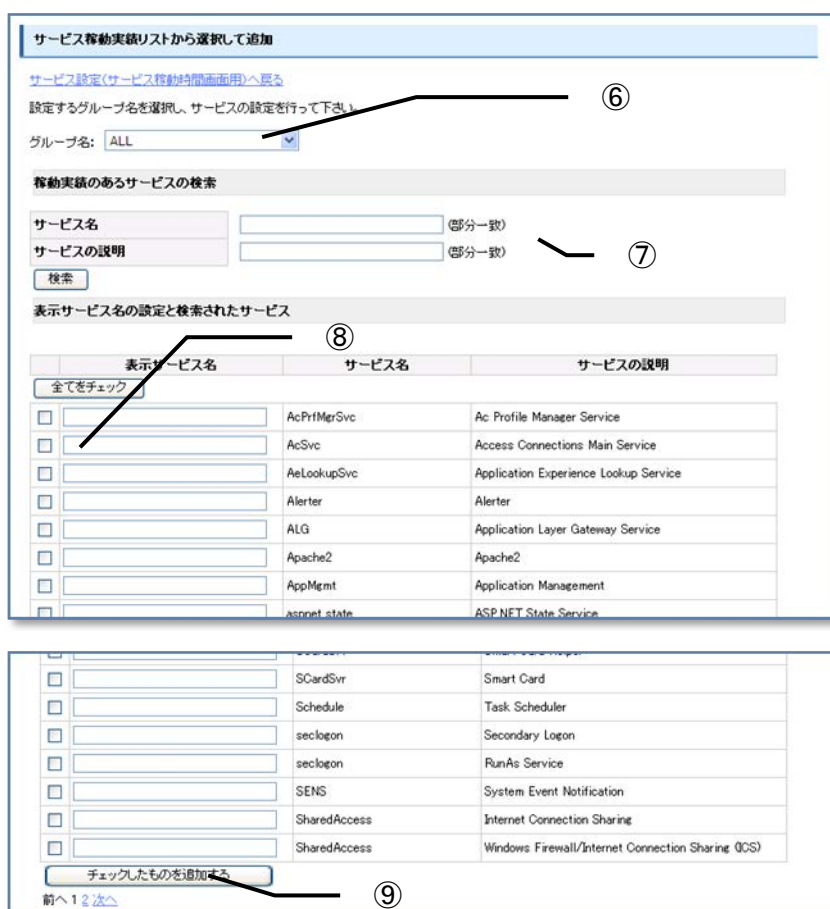 サービス稼動実績リストから選択して追加
サービス設定(サービス稼動時間画面用)へ戻る
設定するグループ名を選択し、サービスの設定を行って下さい。
⑥
グループ名: ALL
稼動実績のあるサービスの検索
サービス名 (部分一致)
サービスの説明 (部分一致)
⑦
検索
表示サービス名の設定と検索されたサービス
⑧
表示サービス名 サービス名 サービスの説明
全てをチェック
AcPrfMgrSvc Ac Profile Manager Service
AcSvc Access Connections Main Service
AeLookupSvc Application Experience Lookup Service
Alerter Alerter
ALG Application Layer Gateway Service
Apache2 Apache2
AppMgmt Application Management
aspnet_state ASP.NET State Service
SCardSvr Smart Card
Schedule Task Scheduler
seclogon Secondary Logon
seclogon RunAs Service
SENS System Event Notification
SharedAccess Internet Connection Sharing
SharedAccess Windows Firewall/Internet Connection Sharing (ICS)
チェックしたものを追加する
⑨
前へ 1 2 次へ